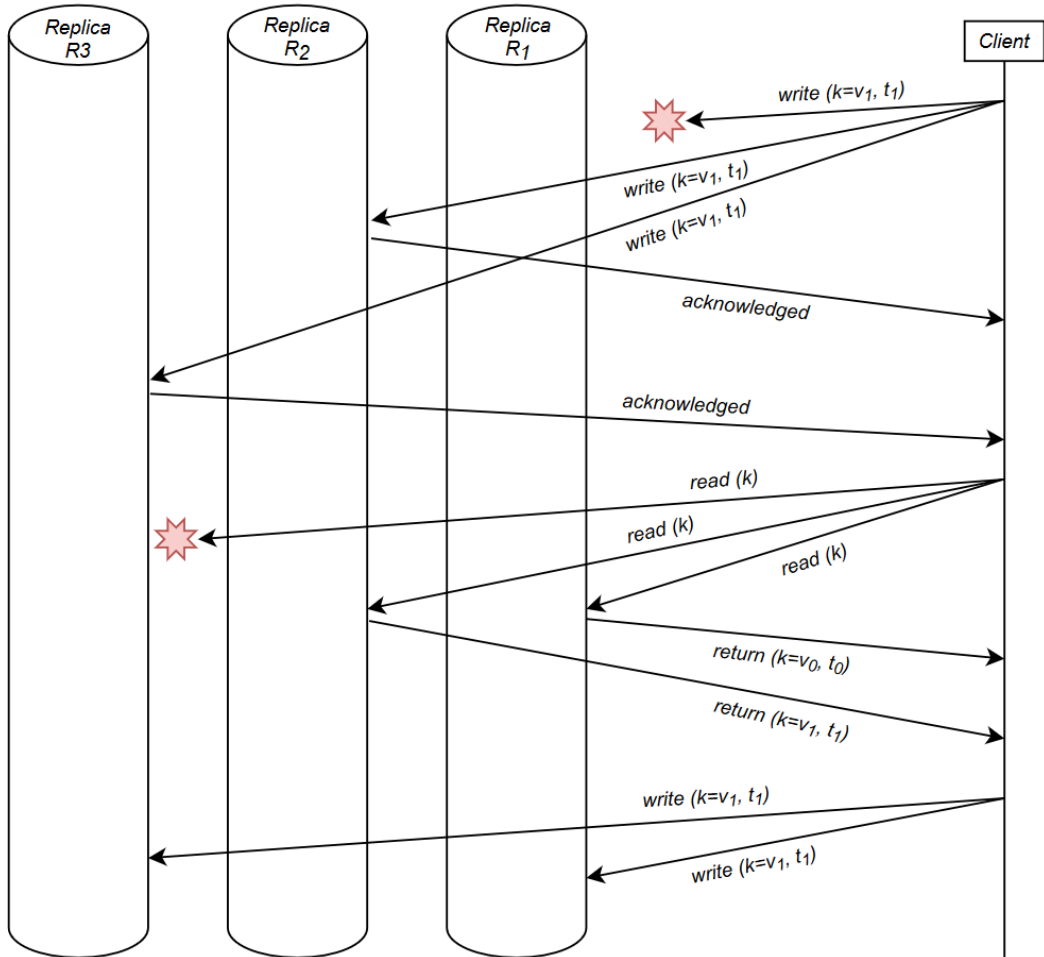 Replica
R3
Replica
R₂
Replica
R₁
Client
write (k=v₁, t₁)
write (k=v₁, t₁)
write (k=v₁, t₁)
acknowledged
acknowledged
read (k)
read (k)
read (k)
return (k=v₀, t₀)
return (k=v₁, t₁)
write (k=v₁, t₁)
write (k=v₁, t₁)